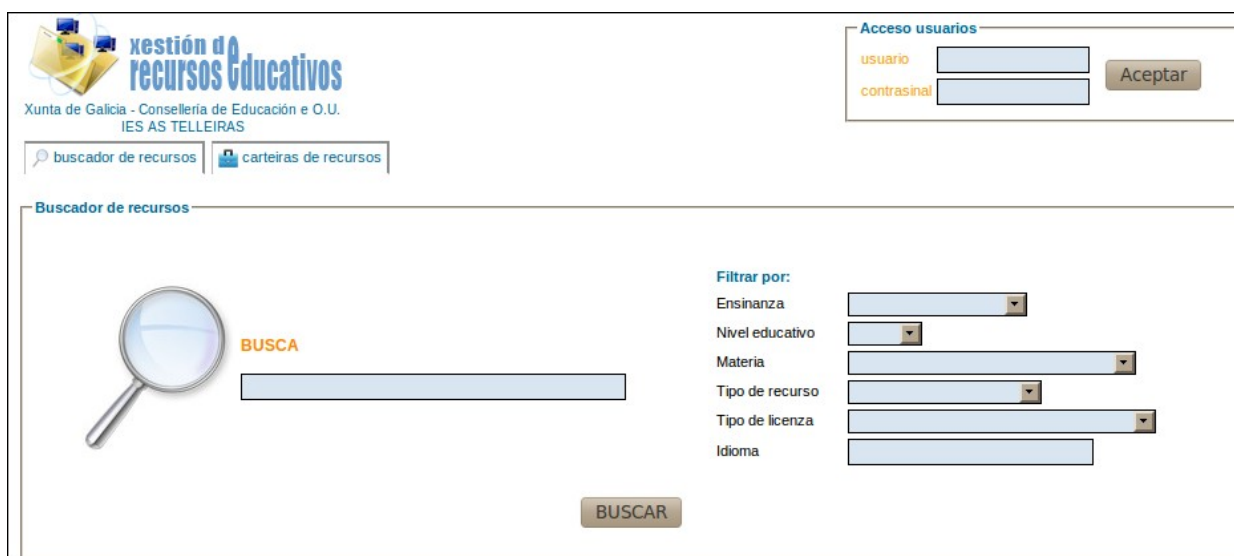 xestión de
recursos educativos
Xunta de Galicia - Consellería de Educación e O.U.
IES AS TELLEIRAS
Acceso usuarios
usuario
contrasinal
Aceptar
buscador de recursos
carteiras de recursos
Buscador de recursos
BUSCA
Filtrar por:
Ensinanza
Nivel educativo
Materia
Tipo de recurso
Tipo de licenza
Idioma
BUSCAR